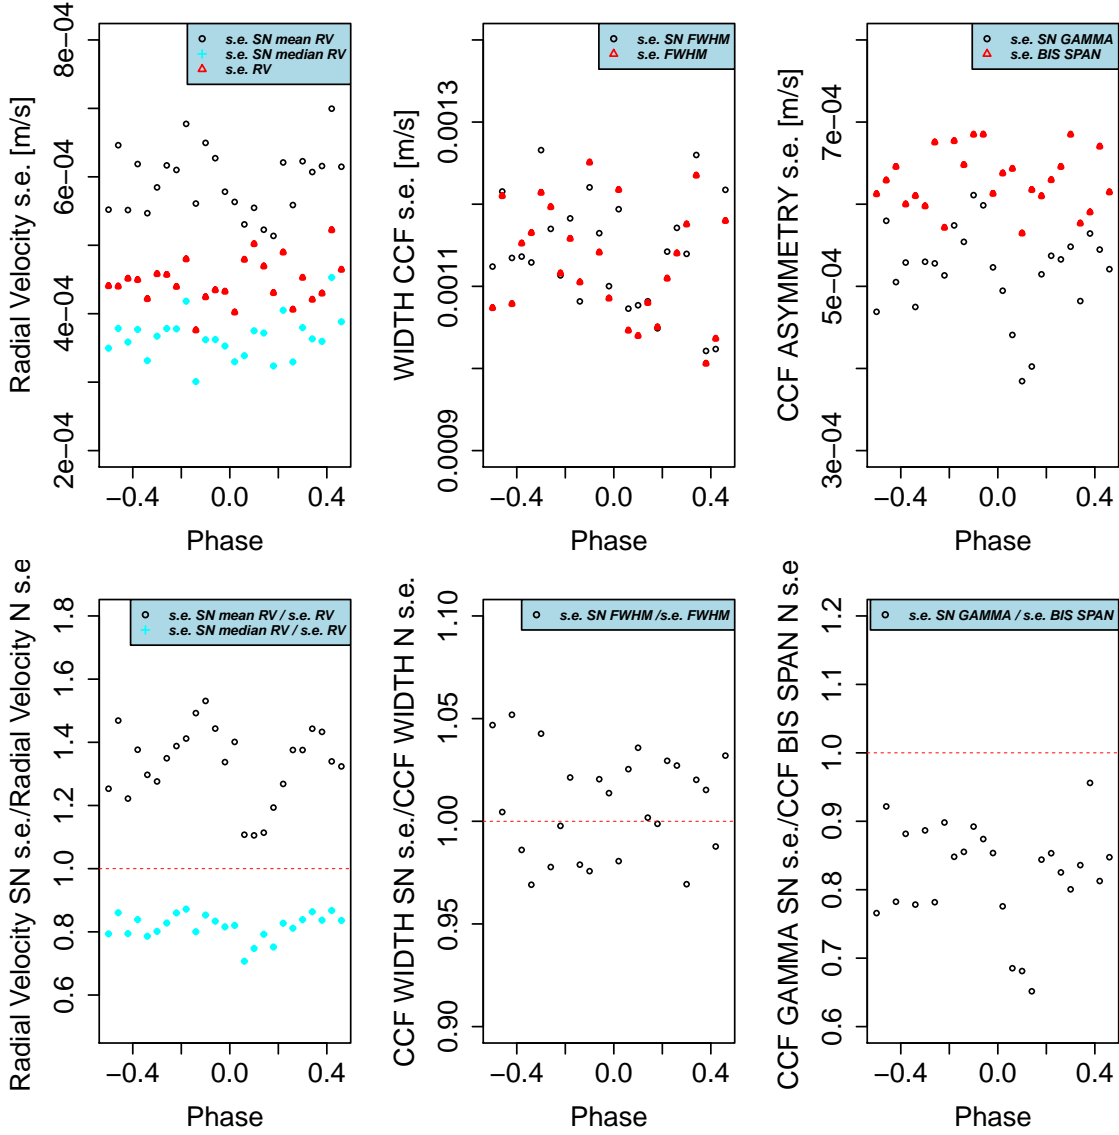 s.e. SN mean RV
s.e. SN median RV
s.e. RV
Radial Velocity s.e. [m/s]
2e−04 4e−04 6e−04 8e−04
−0.4 0.0 0.4
Phase
s.e. SN FWHM
s.e. FWHM
WIDTH CCF s.e. [m/s]
0.0009 0.0011 0.0013
−0.4 0.0 0.4
Phase
s.e. SN GAMMA
s.e. BIS SPAN
CCF ASYMMETRY s.e. [m/s]
3e−04 5e−04 7e−04
−0.4 0.0 0.4
Phase
s.e. SN mean RV / s.e. RV
s.e. SN median RV / s.e. RV
Radial Velocity SN s.e./Radial Velocity N s.e
0.6 0.8 1.0 1.2 1.4 1.6 1.8
−0.4 0.0 0.4
Phase
s.e. SN FWHM /s.e. FWHM
CCF WIDTH SN s.e./CCF WIDTH N s.e.
0.90 0.95 1.00 1.05 1.10
−0.4 0.0 0.4
Phase
s.e. SN GAMMA / s.e. BIS SPAN
CCF GAMMA SN s.e./CCF BIS SPAN N s.e
0.6 0.7 0.8 0.9 1.0 1.1 1.2
−0.4 0.0 0.4
Phase